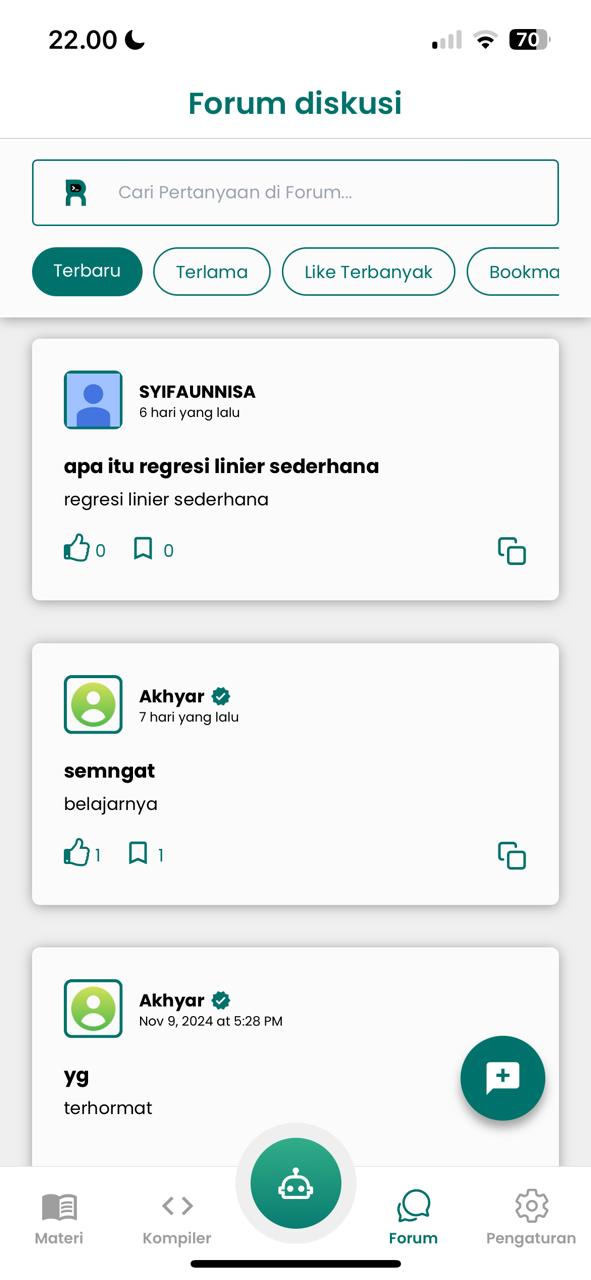 22.00
70
Forum diskusi
Cari Pertanyaan di Forum...
Terbaru
Terlama
Like Terbanyak
Bookma
SYIFAUNNISA
6 hari yang lalu
apa itu regresi linier sederhana
regresi linier sederhana
0
0
Akhyar
7 hari yang lalu
semngat
belajarnya
1
1
Akhyar
Nov 9, 2024 at 5:28 PM
yg
terhormat
Materi
Kompiler
Forum
Pengaturan